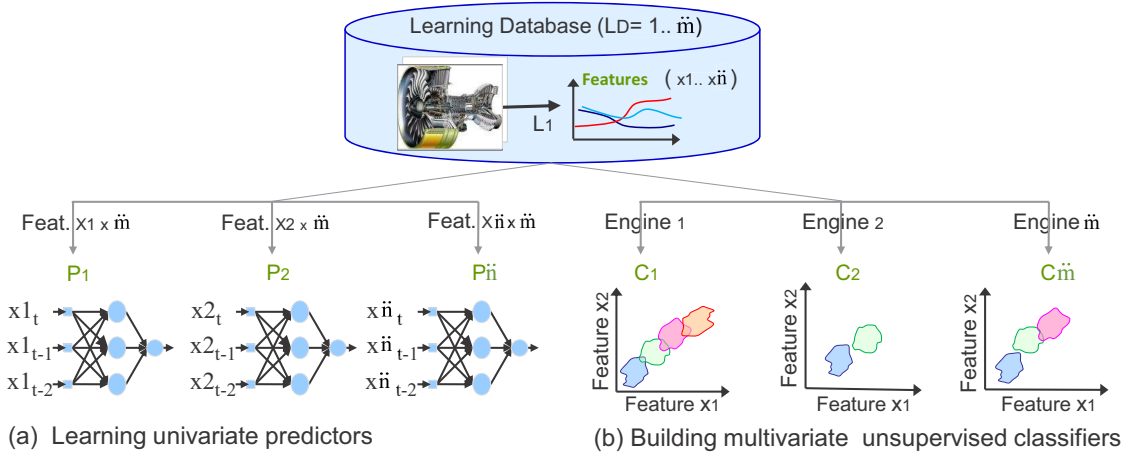 Learning Database (LD= 1.. m̈)
Features ( x1.. xn̈)
L1
Feat. x1 x m̈
Feat. x2 x m̈
Feat. xn̈ x m̈
Engine 1
Engine 2
Engine m̈
P1
P2
Pn̈
C1
C2
Cm̈
x1t
x1t-1
x1t-2
x2t
x2t-1
x2t-2
xn̈t
xn̈t-1
xn̈t-2
Feature x2
Feature x1
Feature x2
Feature x1
Feature x2
Feature x1
(a) Learning univariate predictors
(b) Building multivariate unsupervised classifiers